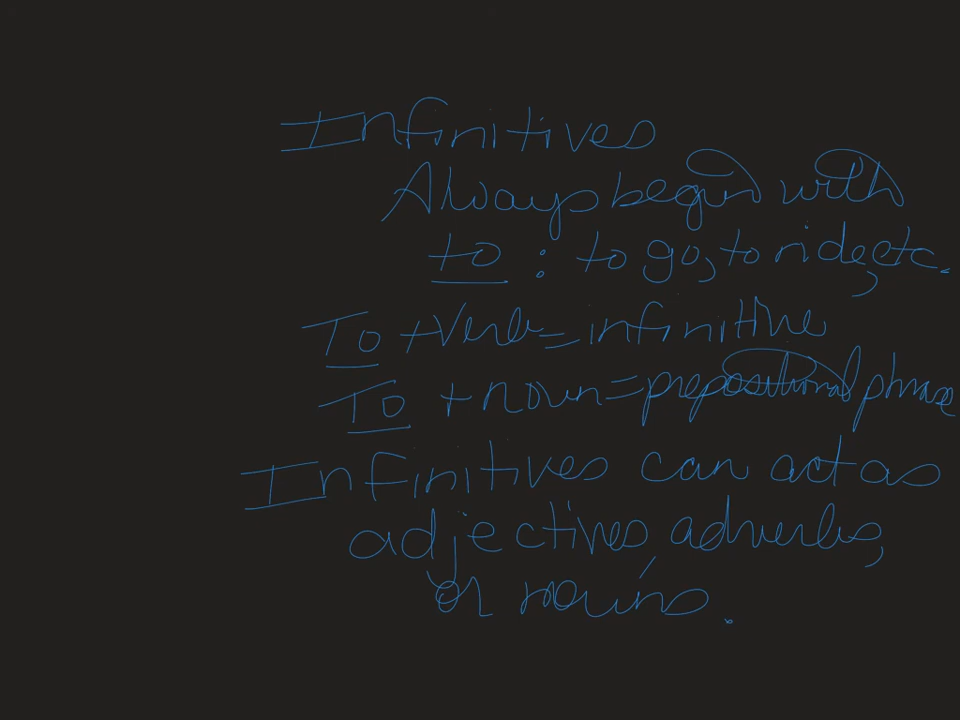 Infinitives
Always begin with
to : to go, to ride, etc.
To + verb = infinitive
To + noun = prepositional phrase
Infinitives can act as
adjectives, adverbs,
or nouns.